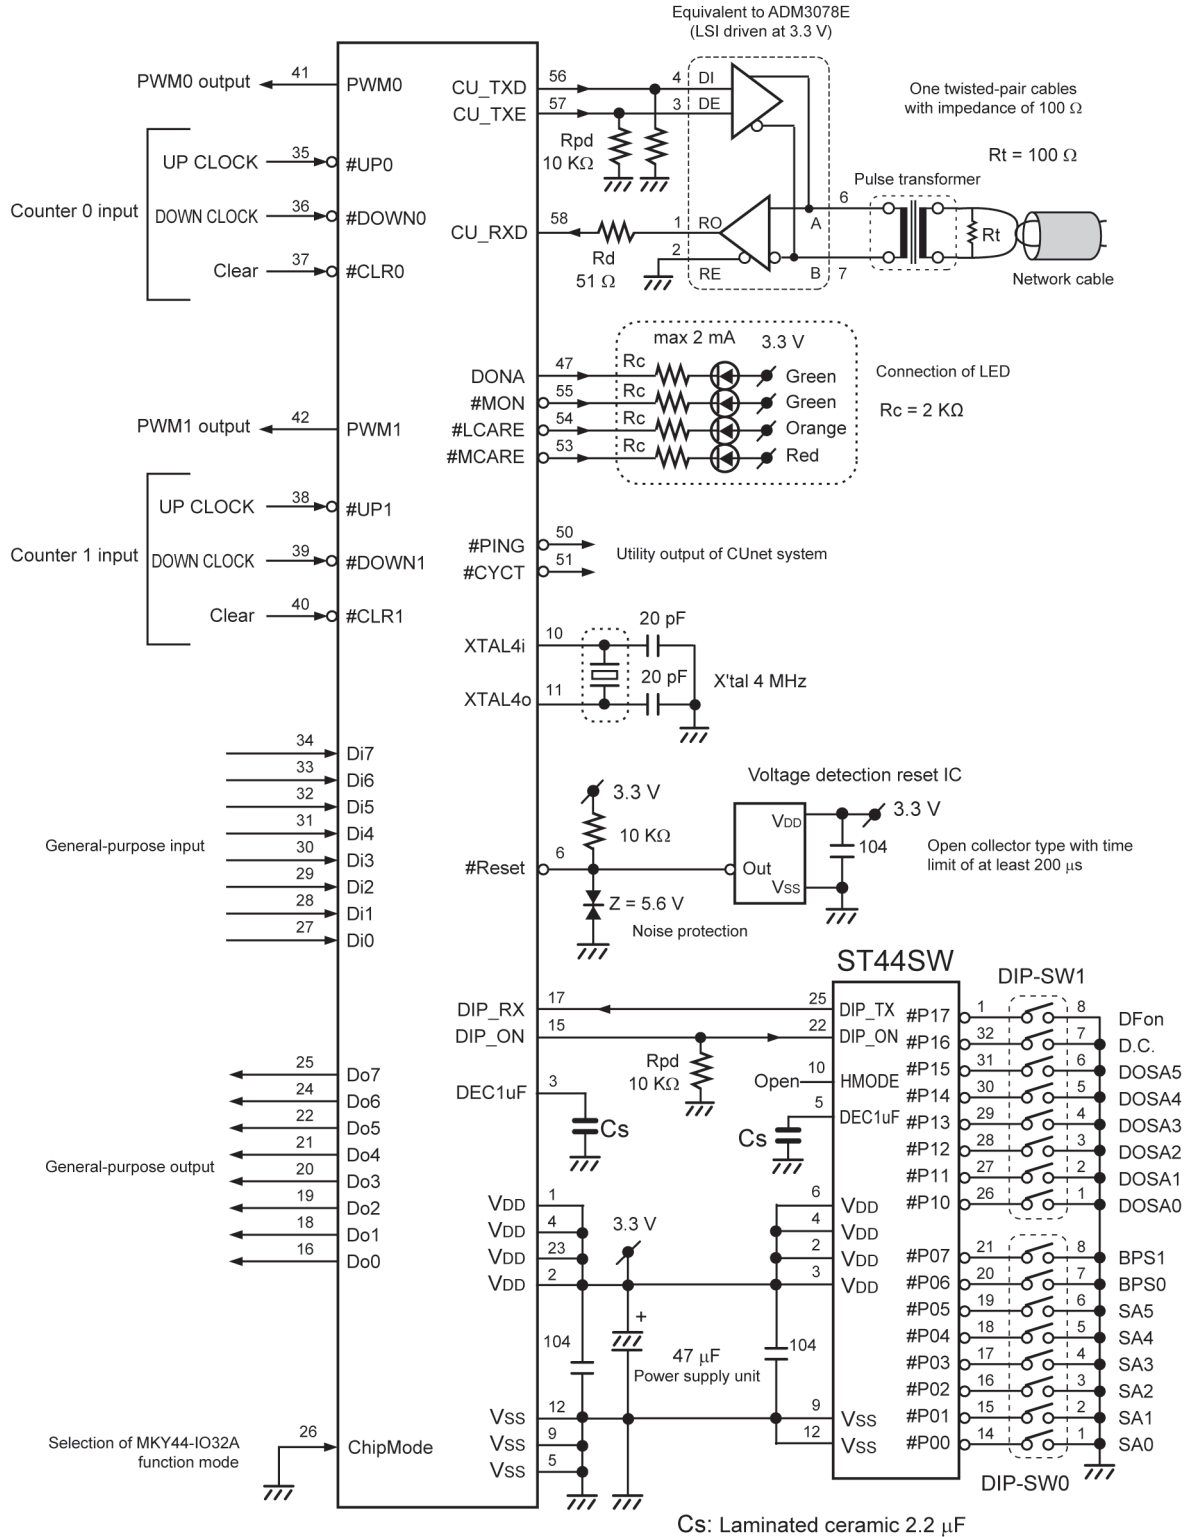 Equivalent to ADM3078E
(LSI driven at 3.3 V)
PWM0 output
41
PWM0
CU_TXD
56
4
DI
CU_TXE
57
3
DE
Rpd
10 KΩ
One twisted-pair cables
with impedance of 100 Ω
Rt = 100 Ω
Counter 0 input
UP CLOCK
35
#UP0
DOWN CLOCK
36
#DOWN0
Clear
37
#CLR0
CU_RXD
58
Rd
51 Ω
1
RO
2
RE
A
6
B
7
Pulse transformer
Rt
Network cable
max 2 mA
3.3 V
DONA
47
Rc
Green
#MON
55
Rc
Green
#LCARE
54
Rc
Orange
#MCARE
53
Rc
Red
Connection of LED
Rc = 2 KΩ
PWM1 output
42
PWM1
Counter 1 input
UP CLOCK
38
#UP1
DOWN CLOCK
39
#DOWN1
Clear
40
#CLR1
#PING
50
#CYCT
51
Utility output of CUnet system
XTAL4i
10
20 pF
XTAL4o
11
20 pF
X'tal 4 MHz
General-purpose input
34
Di7
33
Di6
32
Di5
31
Di4
30
Di3
29
Di2
28
Di1
27
Di0
3.3 V
10 KΩ
#Reset
6
Z = 5.6 V
Noise protection
Voltage detection reset IC
VDD
Out
VSS
3.3 V
104
Open collector type with time
limit of at least 200 μs
ST44SW
DIP-SW1
DIP_RX
17
25
DIP_TX
DIP_ON
15
22
DIP_ON
Rpd
10 KΩ
Open
10
HMODE
DEC1uF
3
Cs
5
DEC1uF
Cs
#P17
1
8
DFon
#P16
32
7
D.C.
#P15
31
6
DOSA5
#P14
30
5
DOSA4
#P13
29
4
DOSA3
#P12
28
3
DOSA2
#P11
27
2
DOSA1
#P10
26
1
DOSA0
General-purpose output
25
Do7
24
Do6
22
Do5
21
Do4
20
Do3
19
Do2
18
Do1
16
Do0
VDD
1
VDD
4
VDD
23
VDD
2
3.3 V
6
VDD
4
VDD
2
VDD
3
VDD
#P07
21
8
BPS1
#P06
20
7
BPS0
#P05
19
6
SA5
#P04
18
5
SA4
#P03
17
4
SA3
#P02
16
3
SA2
#P01
15
2
SA1
#P00
14
1
SA0
DIP-SW0
104
+
47 μF
Power supply unit
104
VSS
12
VSS
9
VSS
5
9
VSS
12
VSS
Selection of MKY44-IO32A
function mode
26
ChipMode
Cs: Laminated ceramic 2.2 μF